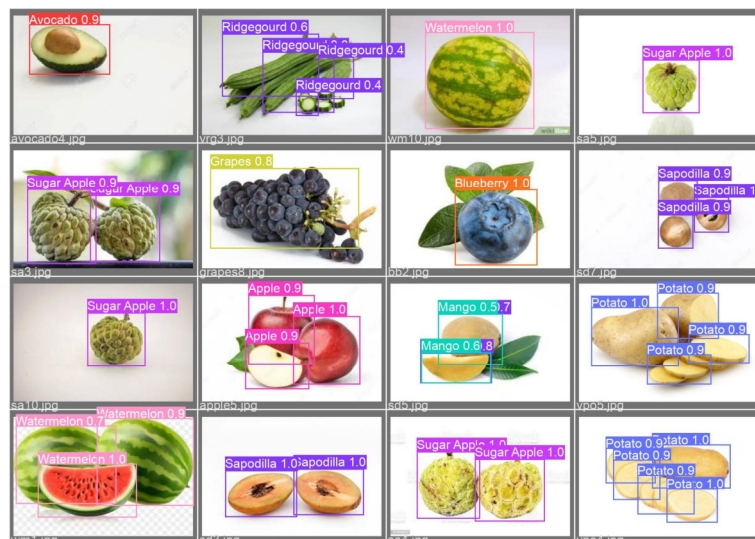 Avocado 0.9
avocado4.jpg
Ridgegourd 0.6
Ridgegourd
Ridgegourd 0.4
Ridgegourd 0.4
vrg3.jpg
Watermelon 1.0
wm10.jpg
Sugar Apple 1.0
sa5.jpg
Sugar Apple 0.9
Sugar Apple 0.9
sa3.jpg
Grapes 0.8
grapes8.jpg
Blueberry 1.0
bb2.jpg
Sapodilla 0.9
Sapodilla 1
Sapodilla 0.9
sd7.jpg
Sugar Apple 1.0
sa10.jpg
Apple 0.9
Apple 1.0
Apple 0.9
apple5.jpg
Mango 0.5
0.7
Mango 0.6
0.8
sd5.jpg
Potato 0.9
Potato 1.0
Potato 0.9
Potato 0.9
vpo5.jpg
Watermelon 0.7
Watermelon 0.9
Watermelon 1.0
Sapodilla 1.0
Sapodilla 1.0
Sugar Apple 1.0
Sugar Apple 1.0
Potato 0.9
Potato 1.0
Potato 0.9
Potato 0.9
Potato 1.0